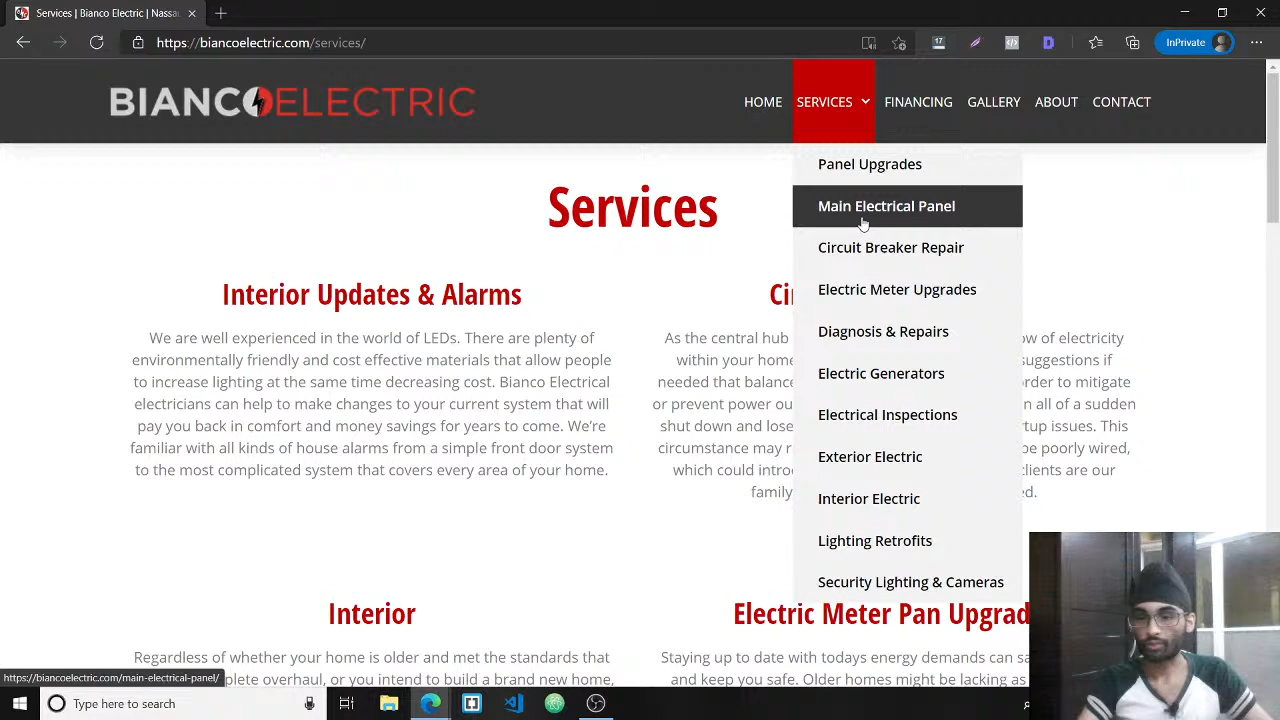 Services | Bianco Electric | Nassa
https://biancoelectric.com/services/
17
InPrivate
BIANCOELECTRIC
HOME
SERVICES
FINANCING
GALLERY
ABOUT
CONTACT
Panel Upgrades
Main Electrical Panel
Circuit Breaker Repair
Electric Meter Upgrades
Diagnosis & Repairs
Electric Generators
Electrical Inspections
Exterior Electric
Interior Electric
Lighting Retrofits
Security Lighting & Cameras
Services
Interior Updates & Alarms
We are well experienced in the world of LEDs. There are plenty of
environmentally friendly and cost effective materials that allow people
to increase lighting at the same time decreasing cost. Bianco Electrical
electricians can help to make changes to your current system that will
pay you back in comfort and money savings for years to come. We're
familiar with all kinds of house alarms from a simple front door system
to the most complicated system that covers every area of your home.
As the central hub ow of electricity
within your home suggestions if
needed that balance order to mitigate
or prevent power ou n all of a sudden
shut down and lose rtup issues. This
circumstance may r be poorly wired,
which could intro clients are our
family d.
Interior
Regardless of whether your home is older and met the standards that
plete overhaul, or you intend to build a brand new home,
Electric Meter Pan Upgrad
Staying up to date with todays energy demands can sa
and keep you safe. Older homes might be lacking as
https://biancoelectric.com/main-electrical-panel/
Type here to search